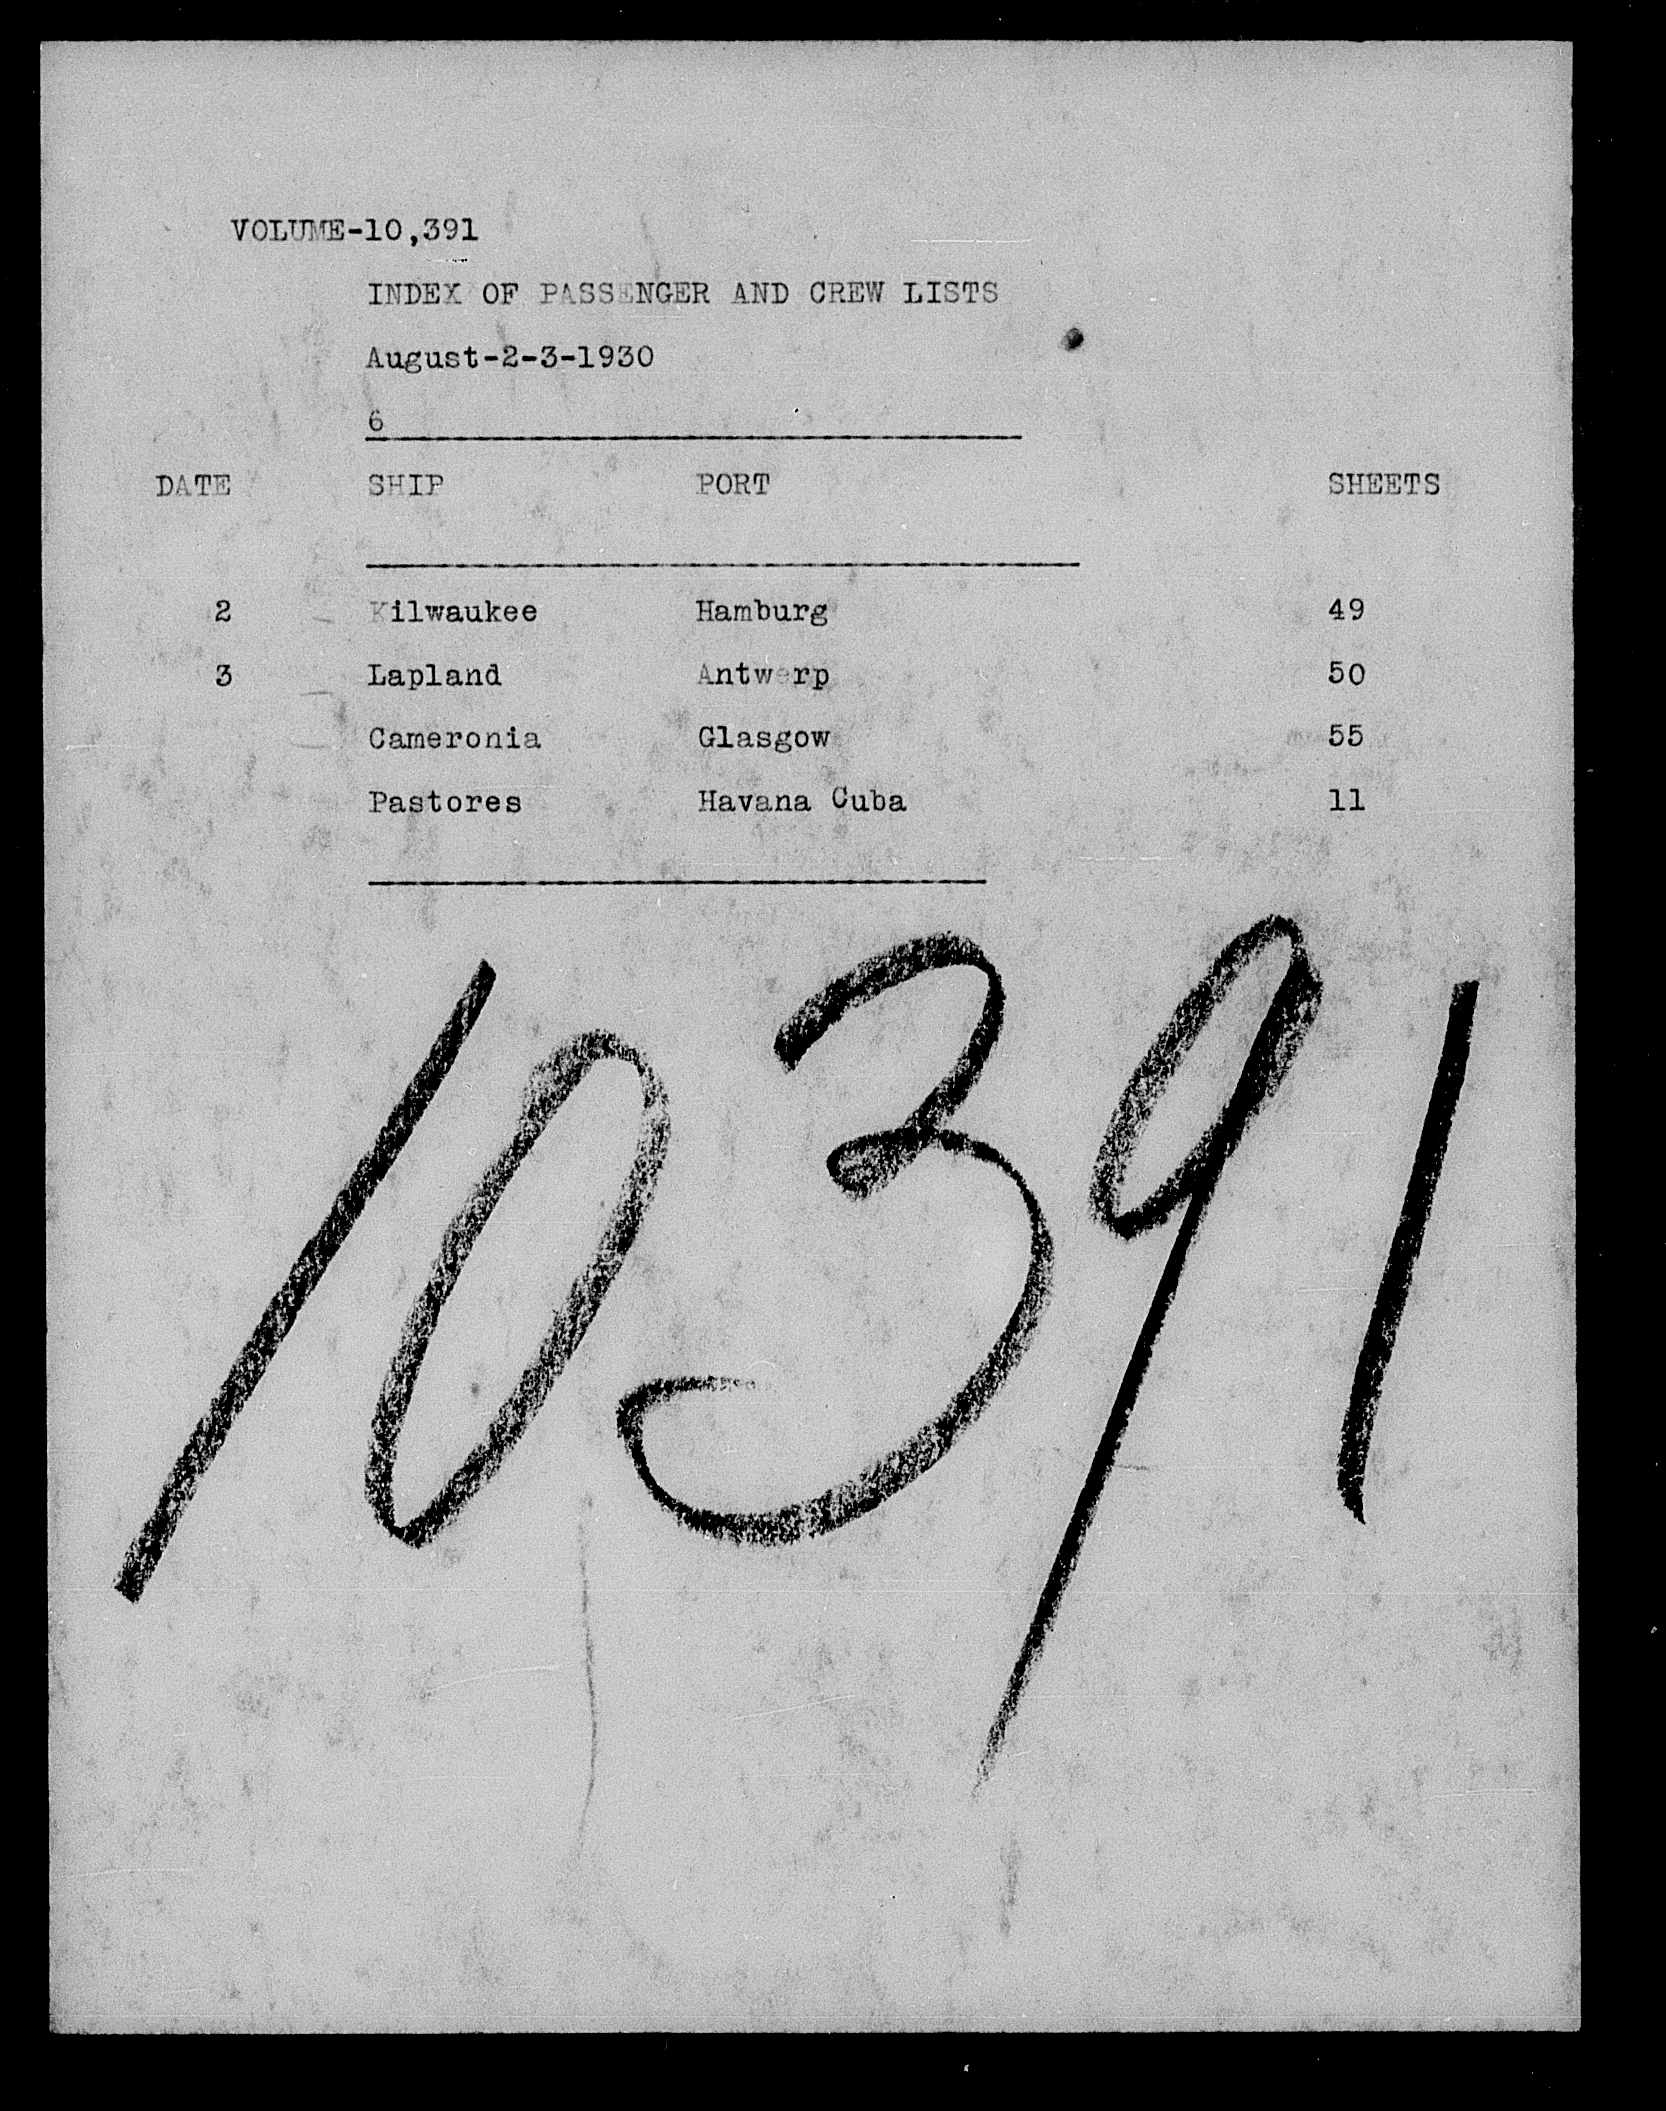 VOLUME-10,391
INDEX OF PASSENGER AND CREW LISTS
August-2-3-1930
6
DATE SHIP PORT SHEETS
2 Kilwaukee Hamburg 49
3 Lapland Antwerp 50
Cameronia Glasgow 55
Pastores Havana Cuba 11
10391